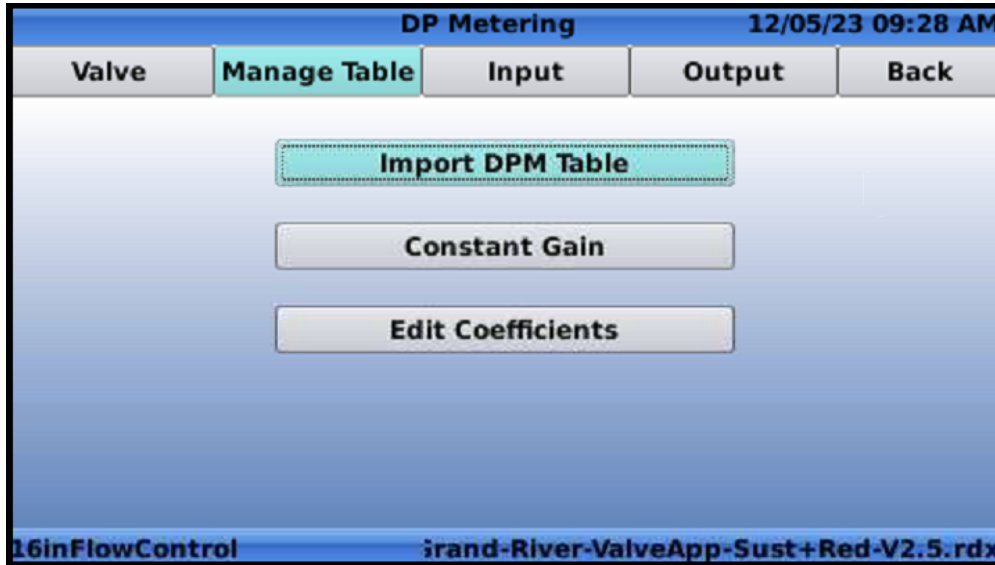 DP Metering 12/05/23 09:28 AM
Valve Manage Table Input Output Back
Import DPM Table
Constant Gain
Edit Coefficients
16inFlowControl rand-River-ValveApp-Sust+Red-V2.5.rdx